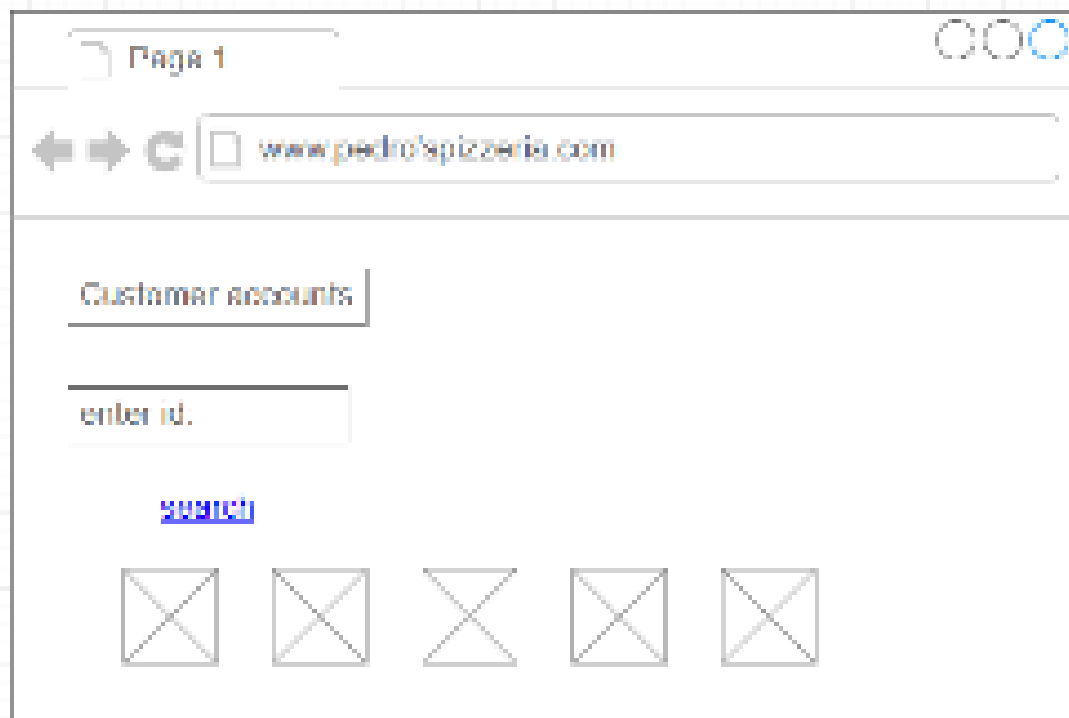 Page 1
www.pedro'spizzeria.com
Customer accounts
enter id.
search